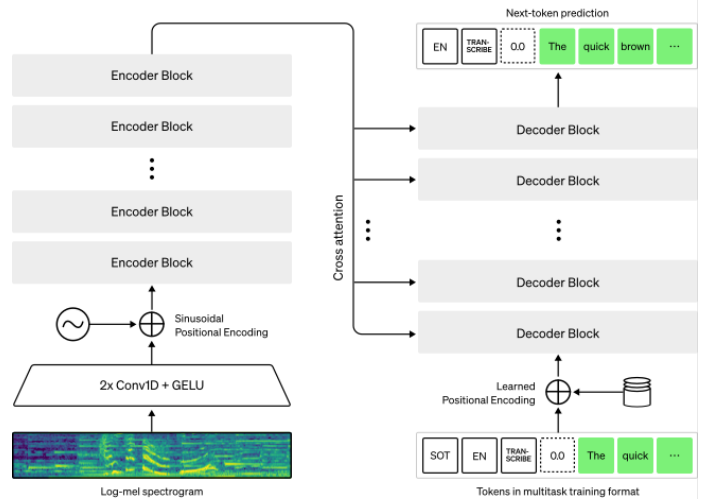 Next-token prediction
EN
TRAN-
SCRIBE
0.0
The
quick
brown
...
Encoder Block
Encoder Block
Encoder Block
Encoder Block
Sinusoidal
Positional Encoding
2x Conv1D + GELU
Log-mel spectrogram
Cross attention
Decoder Block
Decoder Block
Decoder Block
Decoder Block
Learned
Positional Encoding
SOT
EN
TRAN-
SCRIBE
0.0
The
quick
...
Tokens in multitask training format